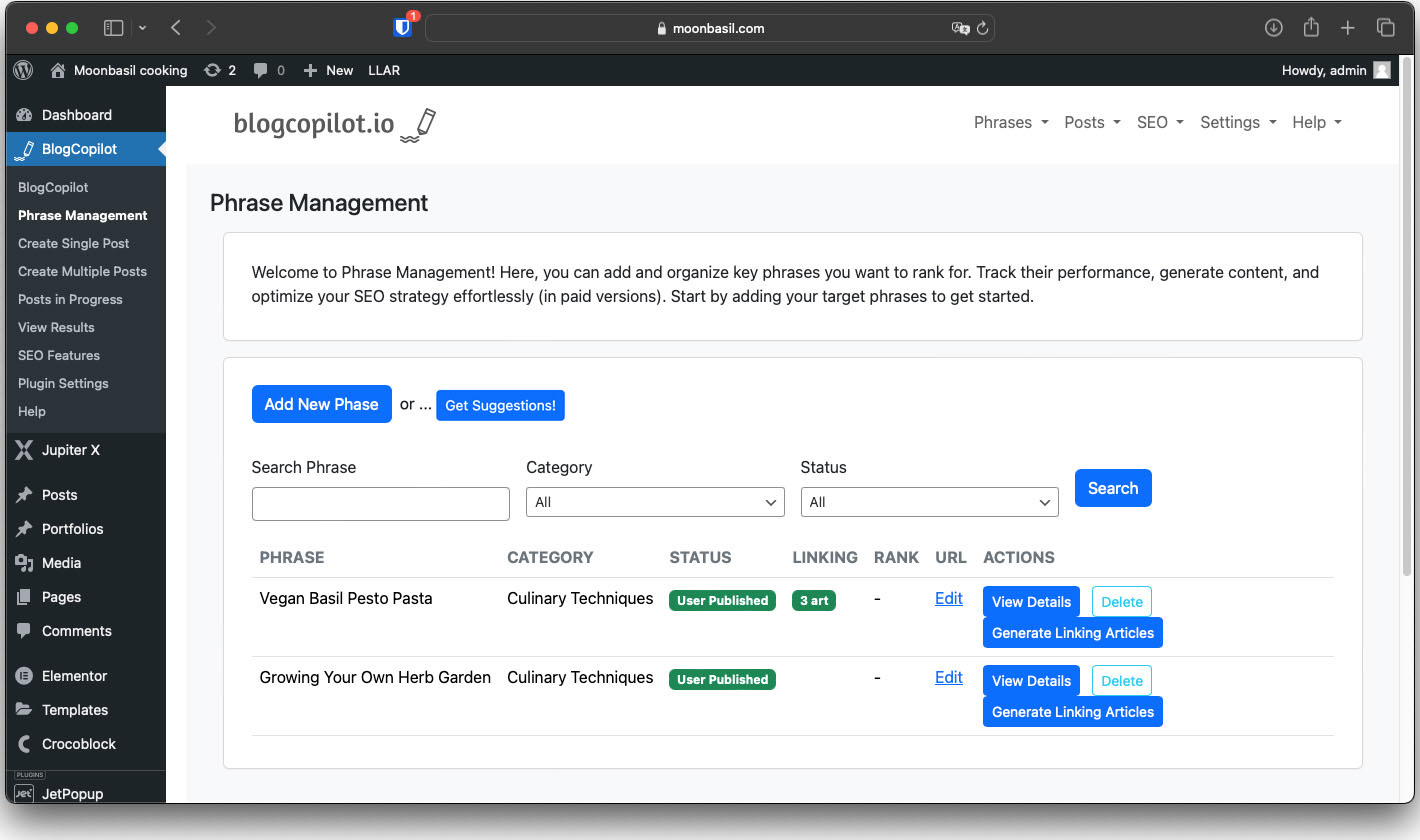 1
moonbasil.com
Moonbasil cooking 2 0 New LLAR Howdy, admin
Dashboard
BlogCopilot
BlogCopilot
Phrase Management
Create Single Post
Create Multiple Posts
Posts in Progress
View Results
SEO Features
Plugin Settings
Help
Jupiter X
Posts
Portfolios
Media
Pages
Comments
Elementor
Templates
Crocoblock
PLUGINS
Jet JetPopup
blogcopilot.io
Phrases Posts SEO Settings Help
Phrase Management
Welcome to Phrase Management! Here, you can add and organize key phrases you want to rank for. Track their performance, generate content, and
optimize your SEO strategy effortlessly (in paid versions). Start by adding your target phrases to get started.
Add New Phase or ... Get Suggestions!
Search Phrase Category Status
All All Search
PHRASE CATEGORY STATUS LINKING RANK URL ACTIONS
Vegan Basil Pesto Pasta Culinary Techniques User Published 3 art - Edit View Details Delete
Generate Linking Articles
Growing Your Own Herb Garden Culinary Techniques User Published - Edit View Details Delete
Generate Linking Articles